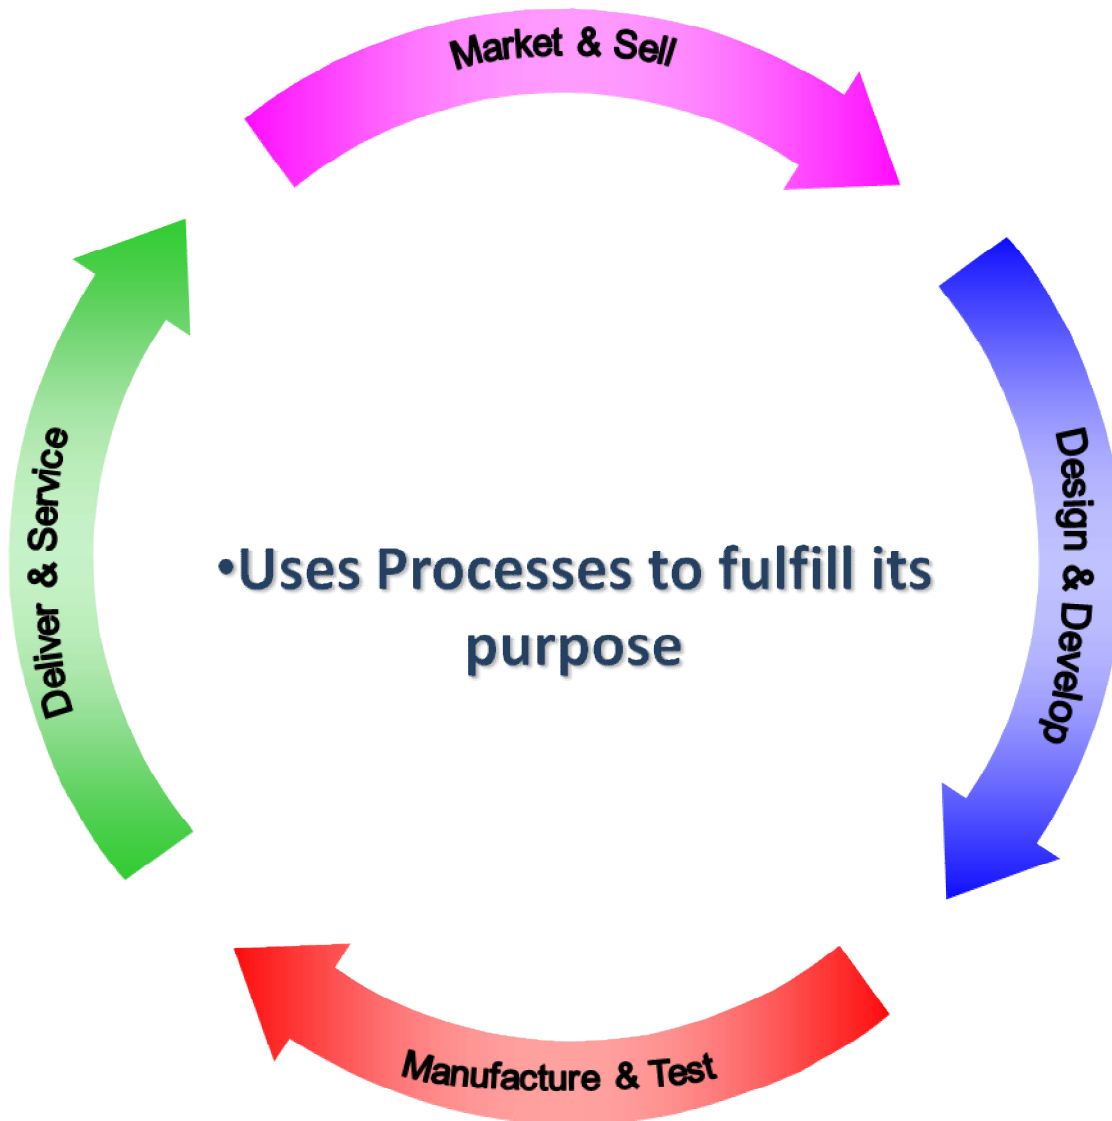 Market & Sell
Design & Develop
Deliver & Service
•Uses Processes to fulfill its
purpose
Manufacture & Test